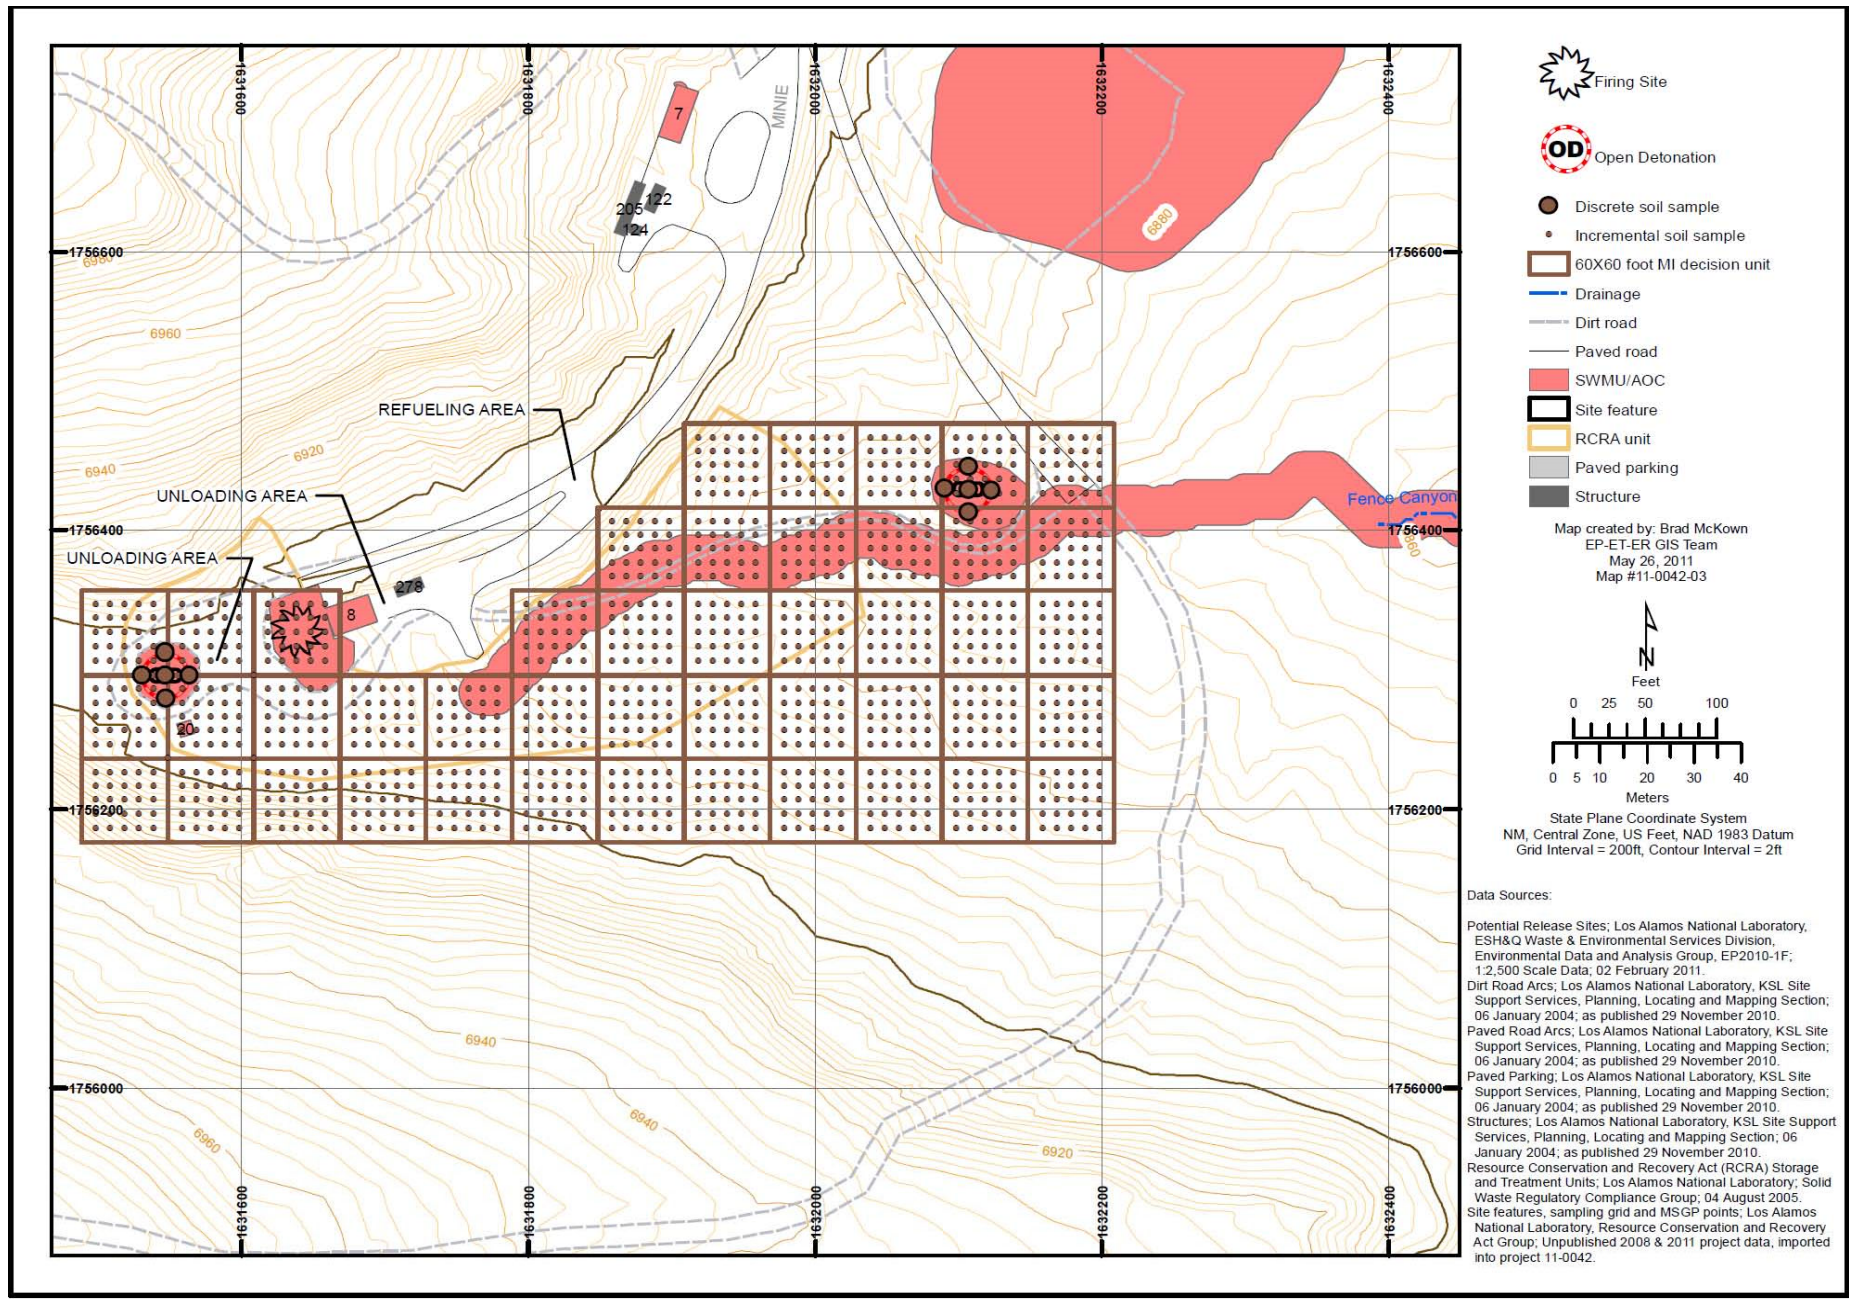 1631600
1631800
1632000
1632200
1632400
MINIE
7
122
205
124
6880
1756600
1756600
6980
6960
REFUELING AREA
6920
6940
UNLOADING AREA
Fence Canyon
1756400
1756400
6860
UNLOADING AREA
278
8
20
1756200
1756200
6940
1756000
1756000
6940
6960
6920
1631600
1631800
1632000
1632200
1632400
Firing Site
OD Open Detonation
Discrete soil sample
Incremental soil sample
60X60 foot MI decision unit
Drainage
Dirt road
Paved road
SWMU/AOC
Site feature
RCRA unit
Paved parking
Structure
Map created by: Brad McKown
EP-ET-ER GIS Team
May 26, 2011
Map #11-0042-03
N
Feet
0 25 50 100
0 5 10 20 30 40
Meters
State Plane Coordinate System
NM, Central Zone, US Feet, NAD 1983 Datum
Grid Interval = 200ft, Contour Interval = 2ft
Data Sources:
Potential Release Sites; Los Alamos National Laboratory,
ESH&Q Waste & Environmental Services Division,
Environmental Data and Analysis Group, EP2010-1F;
1:2,500 Scale Data; 02 February 2011.
Dirt Road Arcs; Los Alamos National Laboratory, KSL Site
Support Services, Planning, Locating and Mapping Section;
06 January 2004; as published 29 November 2010.
Paved Road Arcs; Los Alamos National Laboratory, KSL Site
Support Services, Planning, Locating and Mapping Section;
06 January 2004; as published 29 November 2010.
Paved Parking; Los Alamos National Laboratory, KSL Site
Support Services, Planning, Locating and Mapping Section;
06 January 2004; as published 29 November 2010.
Structures; Los Alamos National Laboratory, KSL Site Support
Services, Planning, Locating and Mapping Section; 06
January 2004; as published 29 November 2010.
Resource Conservation and Recovery Act (RCRA) Storage
and Treatment Units; Los Alamos National Laboratory; Solid
Waste Regulatory Compliance Group; 04 August 2005.
Site features, sampling grid and MSGP points; Los Alamos
National Laboratory, Resource Conservation and Recovery
Act Group; Unpublished 2008 & 2011 project data, imported
into project 11-0042.